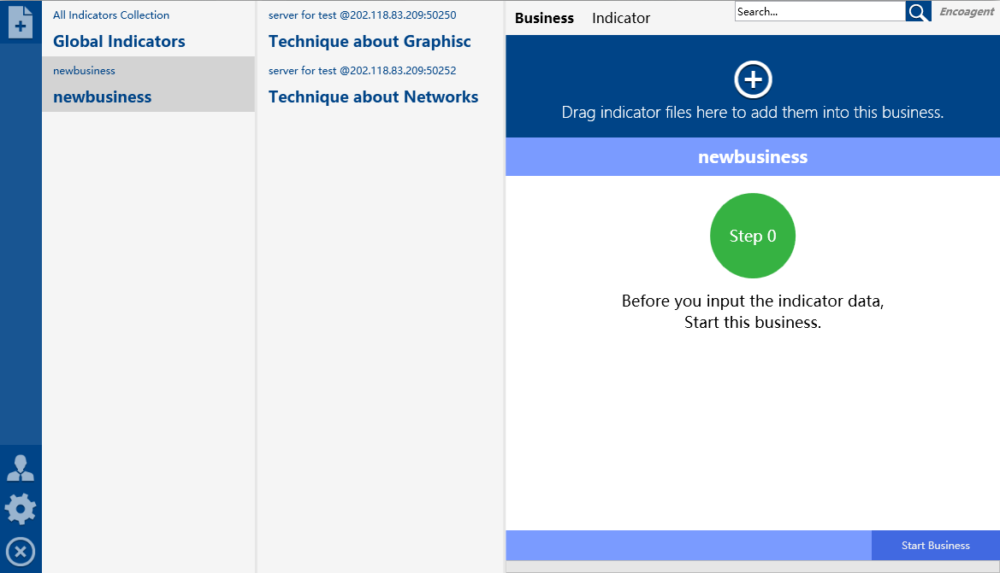 All Indicators Collection
Global Indicators
newbusiness
newbusiness
server for test @202.118.83.209:50250
Technique about Graphisc
server for test @202.118.83.209:50252
Technique about Networks
Business Indicator
Search...
Encoagent
Drag indicator files here to add them into this business.
newbusiness
Step 0
Before you input the indicator data,
Start this business.
Start Business